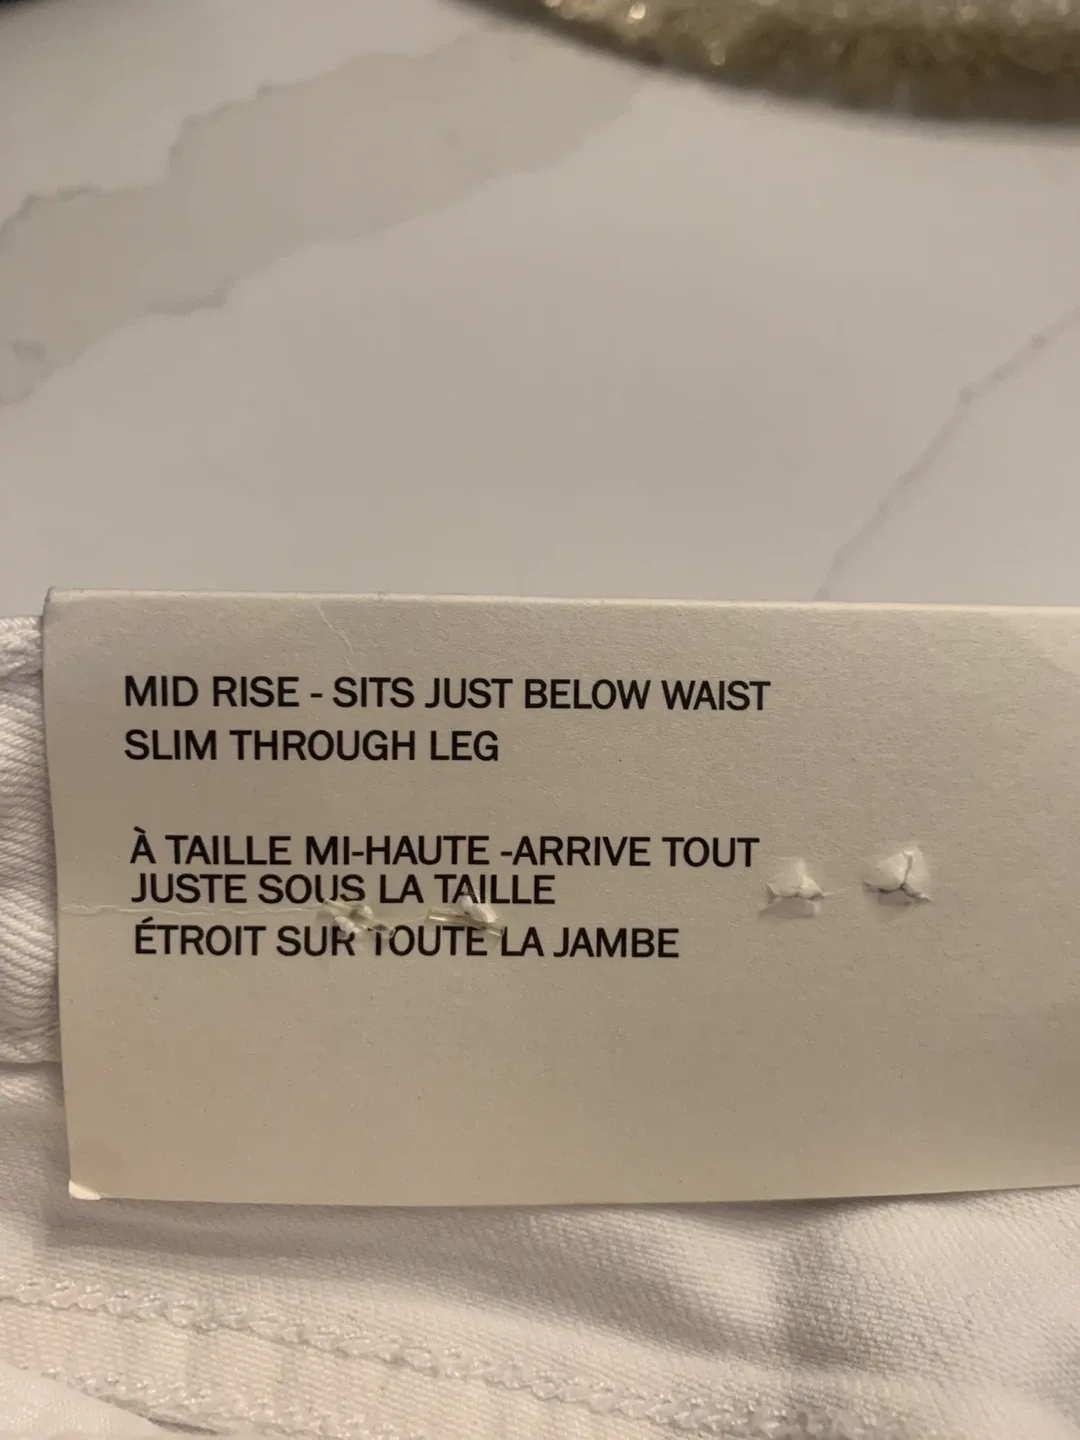 MID RISE - SITS JUST BELOW WAIST
SLIM THROUGH LEG
À TAILLE MI-HAUTE -ARRIVE TOUT
JUSTE SOUS LA TAILLE
ÉTROIT SUR TOUTE LA JAMBE